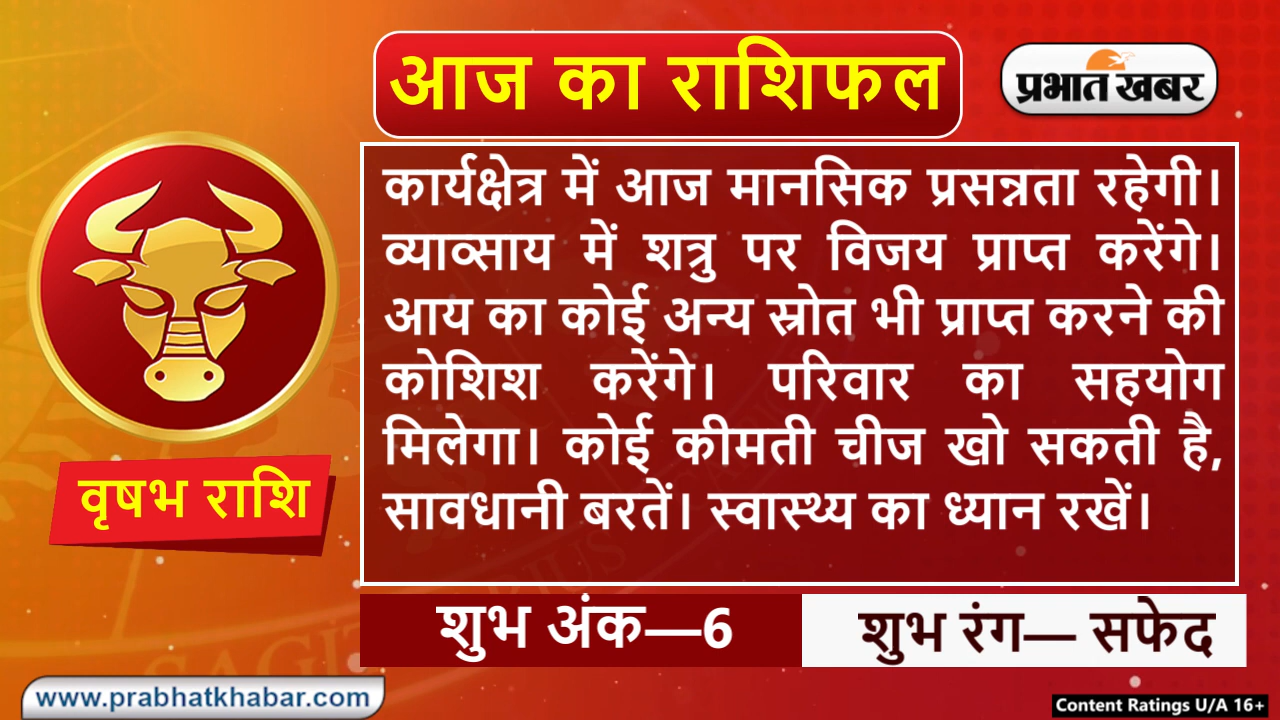 आज का राशिफल
प्रभात खबर
कार्यक्षेत्र में आज मानसिक प्रसन्नता रहेगी।
व्याव्साय में शत्रु पर विजय प्राप्त करेंगे।
आय का कोई अन्य स्रोत भी प्राप्त करने की
कोशिश करेंगे। परिवार का सहयोग
मिलेगा। कोई कीमती चीज खो सकती है,
सावधानी बरतें। स्वास्थ्य का ध्यान रखें।
वृषभ राशि
शुभ अंक—6
शुभ रंग— सफेद
www.prabhatkhabar.com
Content Ratings U/A 16+